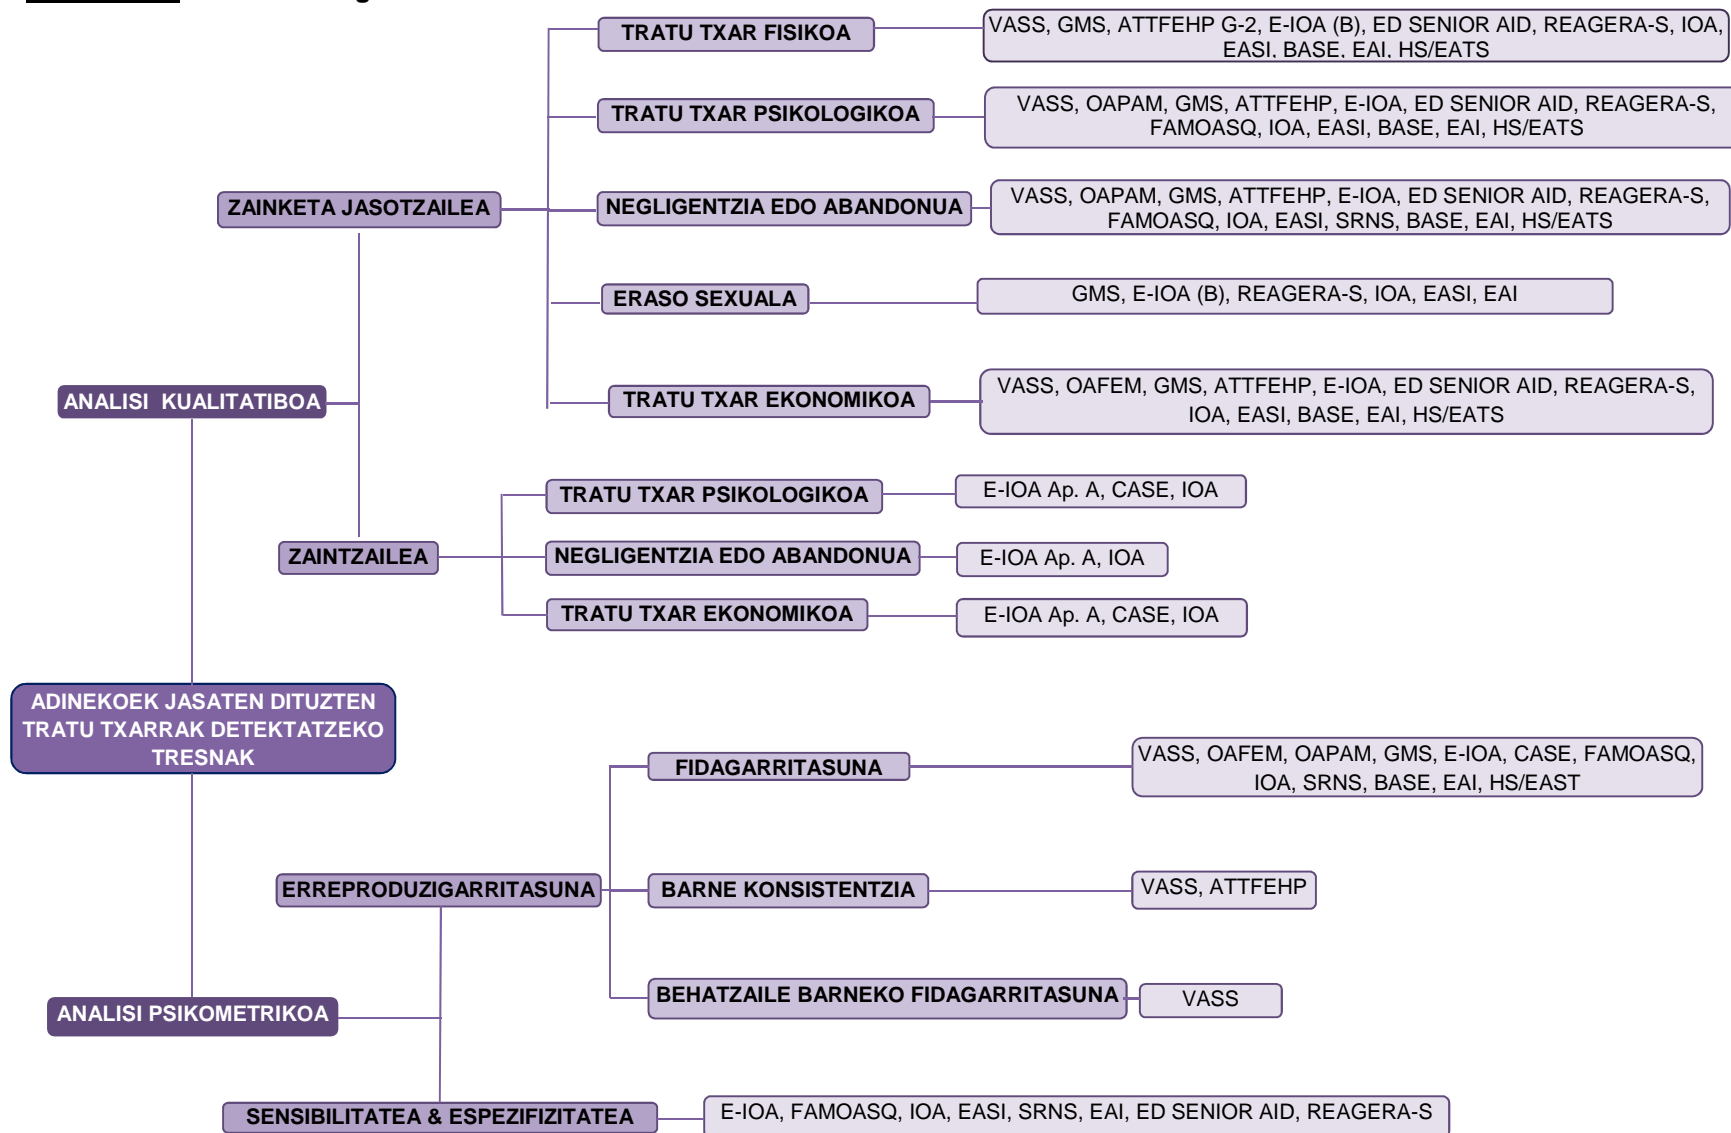 TRATU TXAR FISIKOA
VASS, GMS, ATTFEHP G-2, E-IOA (B), ED SENIOR AID, REAGERA-S, IOA,
EASI, BASE, EAI, HS/EATS
TRATU TXAR PSIKOLOGIKOA
VASS, OAPAM, GMS, ATTFEHP, E-IOA, ED SENIOR AID, REAGERA-S,
FAMOASQ, IOA, EASI, BASE, EAI, HS/EATS
ZAINKETA JASOTZAILEA
NEGLIGENTZIA EDO ABANDONUA
VASS, OAPAM, GMS, ATTFEHP, E-IOA, ED SENIOR AID, REAGERA-S,
FAMOASQ, IOA, EASI, SRNS, BASE, EAI, HS/EATS
ERASO SEXUALA
GMS, E-IOA (B), REAGERA-S, IOA, EASI, EAI
ANALISI KUALITATIBOA
TRATU TXAR EKONOMIKOA
VASS, OAFEM, GMS, ATTFEHP, E-IOA, ED SENIOR AID, REAGERA-S,
IOA, EASI, BASE, EAI, HS/EATS
TRATU TXAR PSIKOLOGIKOA
E-IOA Ap. A, CASE, IOA
ZAINTZAILEA
NEGLIGENTZIA EDO ABANDONUA
E-IOA Ap. A, IOA
TRATU TXAR EKONOMIKOA
E-IOA Ap. A, CASE, IOA
ADINEKOEK JASATEN DITUZTEN
TRATU TXARRAK DETEKTATZEKO
TRESNAK
FIDAGARRITASUNA
VASS, OAFEM, OAPAM, GMS, E-IOA, CASE, FAMOASQ,
IOA, SRNS, BASE, EAI, HS/EAST
ERREPRODUZIGARRITASUNA
BARNE KONSISTENTZIA
VASS, ATTFEHP
BEHATZAILE BARNEKO FIDAGARRITASUNA
VASS
ANALISI PSIKOMETRIKOA
SENSIBILITATEA & ESPEZIFIZITATEA
E-IOA, FAMOASQ, IOA, EASI, SRNS, EAI, ED SENIOR AID, REAGERA-S